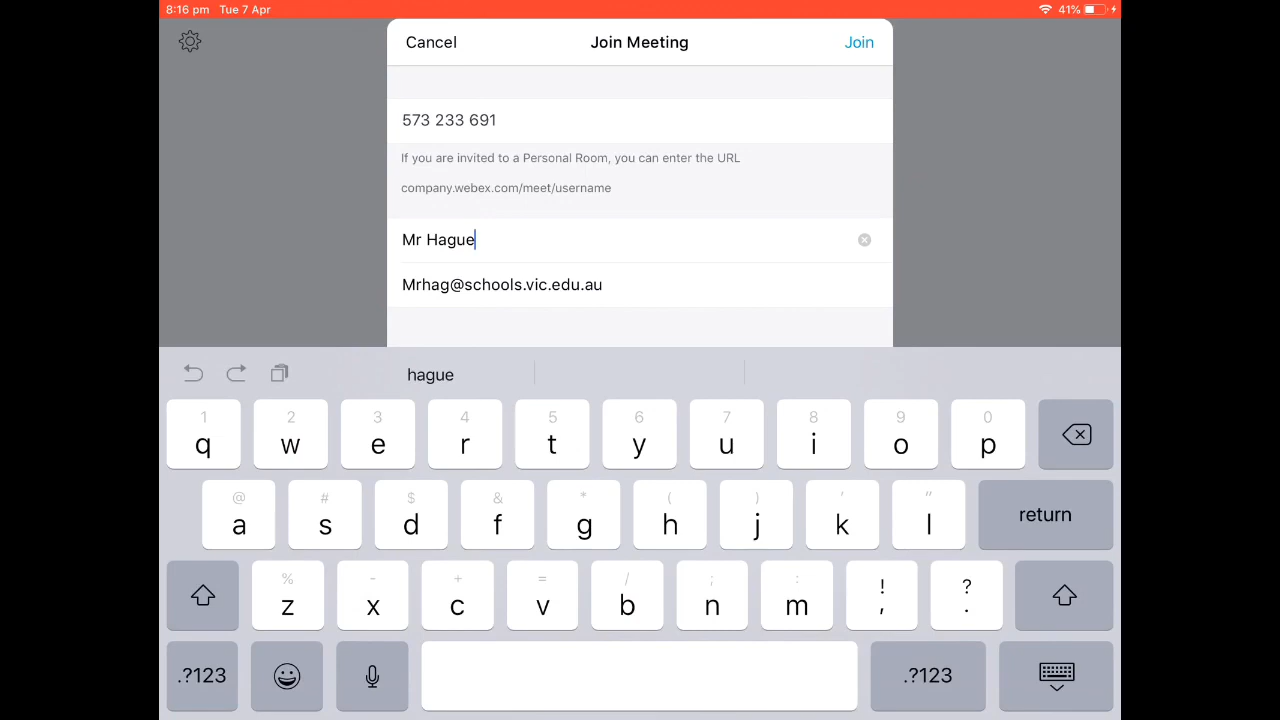 8:16 pm Tue 7 Apr 41%
Cancel Join Meeting Join
573 233 691
If you are invited to a Personal Room, you can enter the URL
company.webex.com/meet/username
Mr Hague
Mrhag@schools.vic.edu.au
hague
1 2 3 4 5 6 7 8 9 0
q w e r t y u i o p
@ # $ & * ( ) ' "
a s d f g h j k l return
% - + = / ; : ! ?
z x c v b n m , .
.?123 .?123